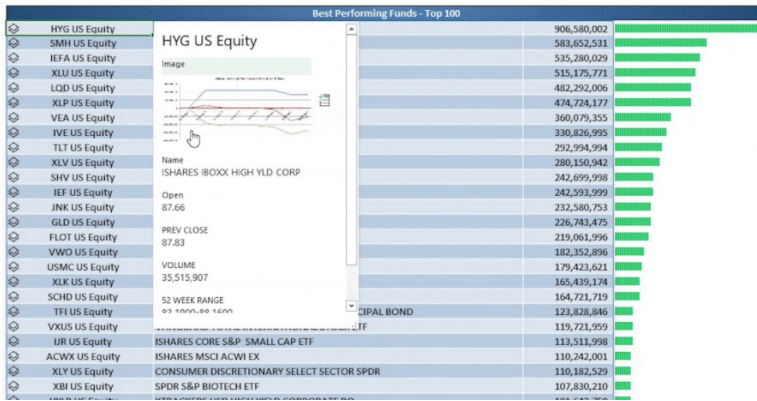 Best Performing Funds - Top 100
HYG US Equity 906,580,002
SMH US Equity 583,652,531
IEFA US Equity 535,280,029
XLU US Equity 515,175,771
LQD US Equity 482,292,006
XLP US Equity 474,724,177
VEA US Equity 360,079,355
IVE US Equity 330,826,995
TLT US Equity 292,994,994
XLV US Equity 280,150,942
SHV US Equity 242,699,998
IEF US Equity 242,593,999
JNK US Equity 232,580,753
GLD US Equity 226,743,475
FLOT US Equity 219,061,996
VWO US Equity 182,352,896
USMC US Equity 179,423,621
XLK US Equity 165,439,174
SCHD US Equity 164,721,719
TFI US Equity CIPAL BOND 123,828,846
VXUS US Equity ETF 119,721,959
IJR US Equity ISHARES CORE S&P SMALL CAP ETF 113,511,998
ACWX US Equity ISHARES MSCI ACWI EX 110,242,001
XLY US Equity CONSUMER DISCRETIONARY SELECT SECTOR SPDR 110,182,529
XBI US Equity SPDR S&P BIOTECH ETF 107,830,210
HYG US Equity
Image
Name
ISHARES IBOXX HIGH YLD CORP
Open
87.66
PREV CLOSE
87.83
VOLUME
35,515,907
52 WEEK RANGE